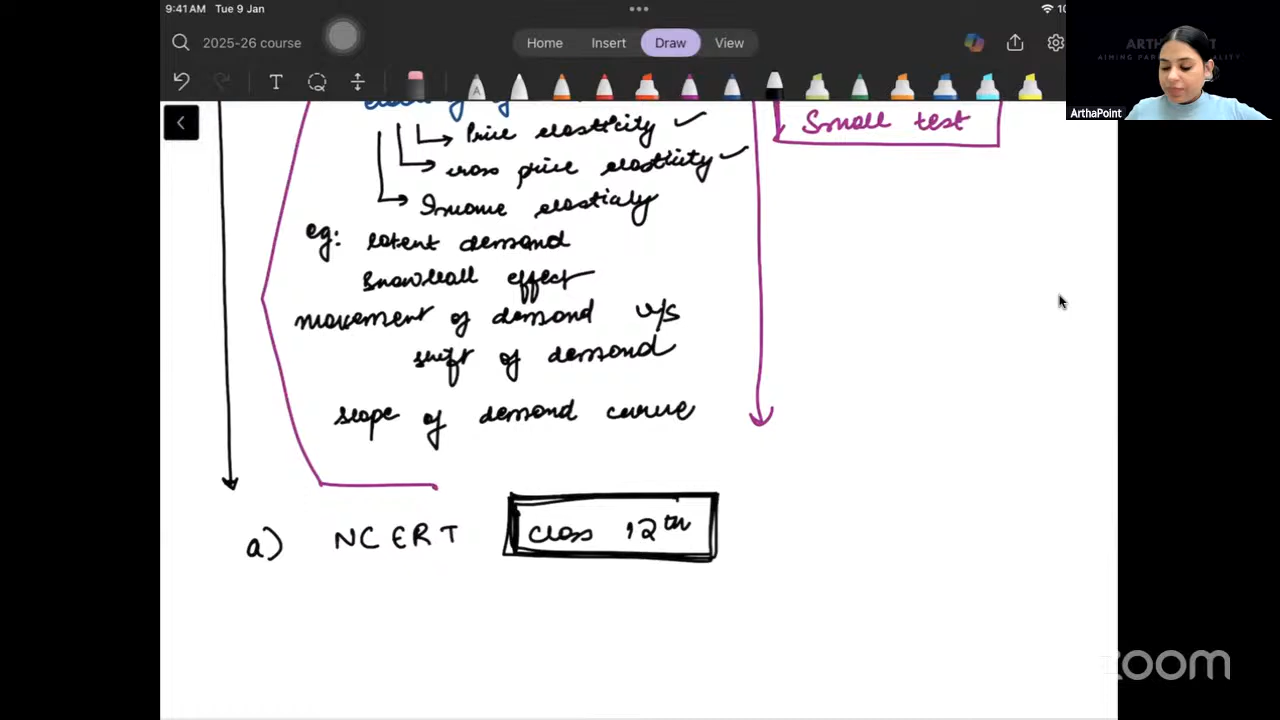 9:41 AM Tue 9 Jan
2025-26 course
Home Insert Draw View
ARTHAPOINT
ArthaPoint
Small test
Price elasticity
cross price elasticity
Income elasticity
eg: latent demand
Snowball effect
movement of demand v/s
shift of demand
slope of demand curve
a) NCERT Class 12th
zoom